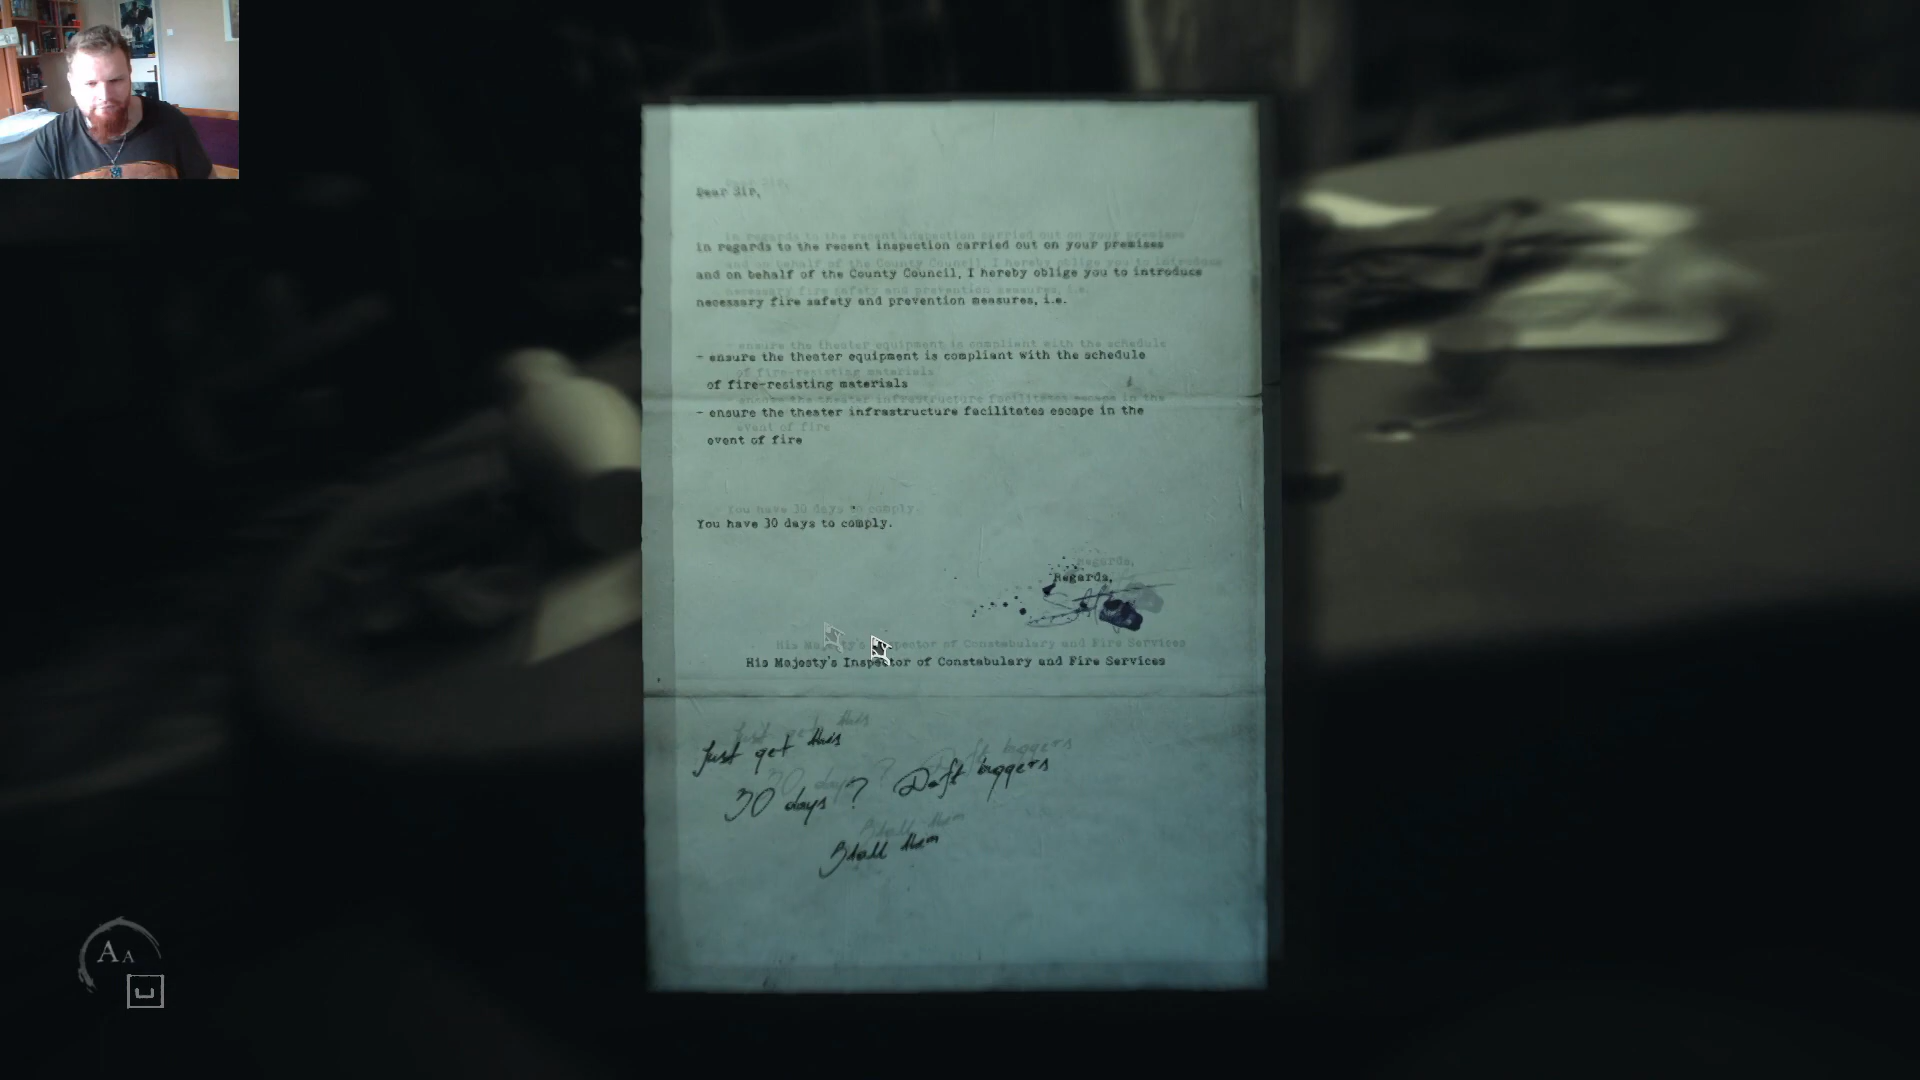 Dear Sir,
in regards to the recent inspection carried out on your premises
and on behalf of the County Council, I hereby oblige you to introduce
necessary fire safety and prevention measures, i.e.
- ensure the theater equipment is compliant with the schedule
of fire-resisting materials
- ensure the theater infrastructure facilitates escape in the
event of fire
You have 30 days to comply.
Regards,
His Majesty's Inspector of Constabulary and Fire Services
Just get this
30 days? Daft buggers
Stall them
A A